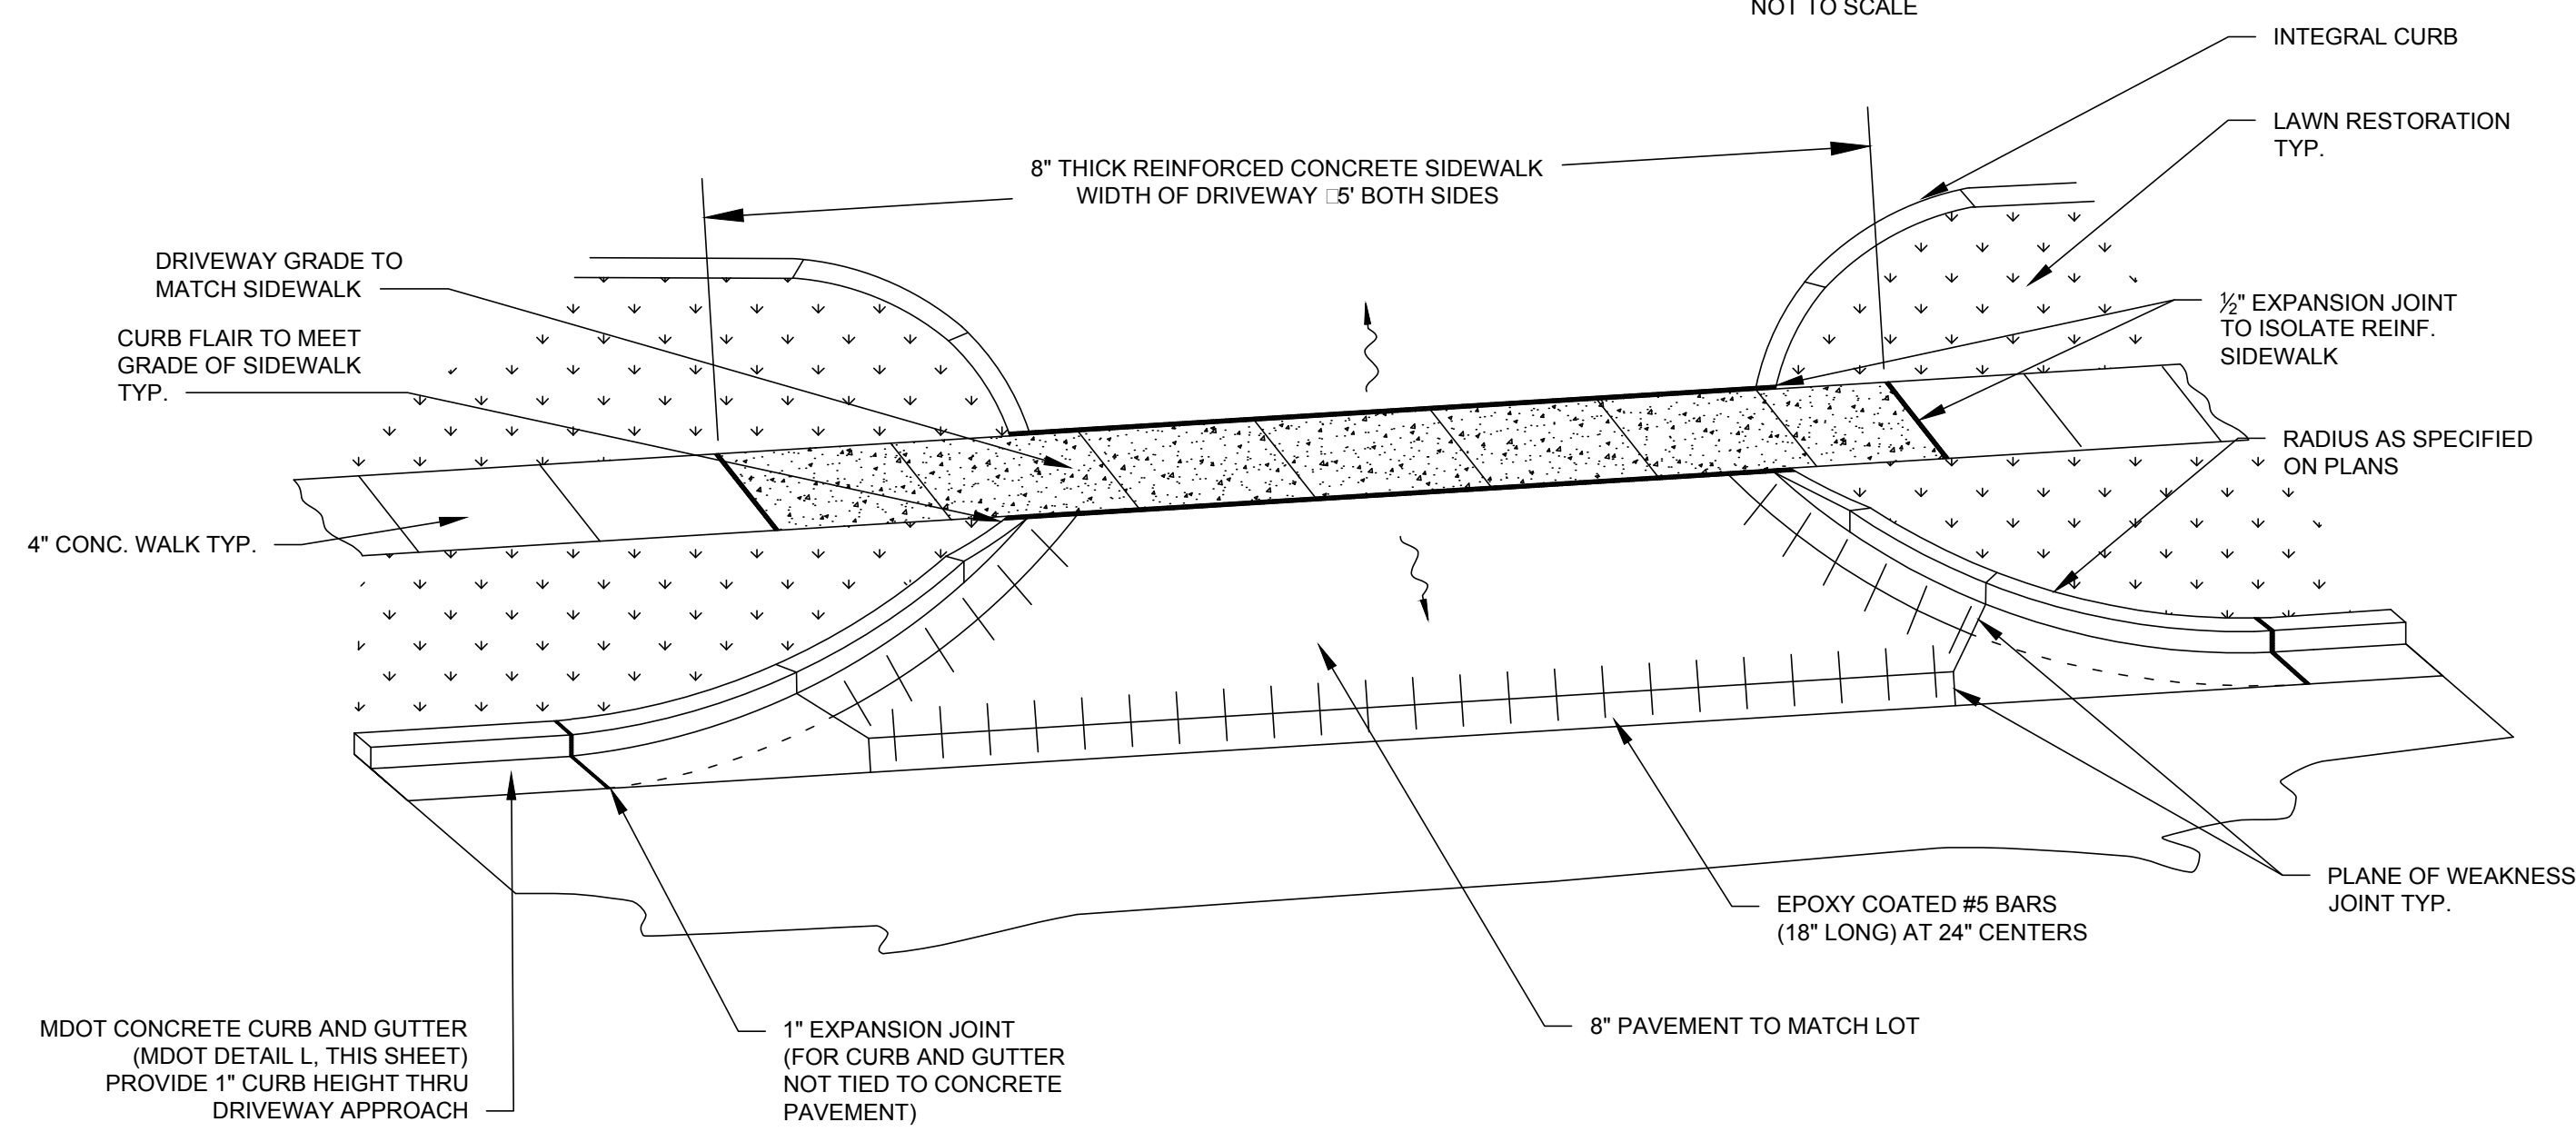 NOT TO SCALE
INTEGRAL CURB
LAWN RESTORATION
TYP.
8" THICK REINFORCED CONCRETE SIDEWALK
WIDTH OF DRIVEWAY □5' BOTH SIDES
DRIVEWAY GRADE TO
MATCH SIDEWALK
CURB FLAIR TO MEET
GRADE OF SIDEWALK
TYP.
½" EXPANSION JOINT
TO ISOLATE REINF.
SIDEWALK
RADIUS AS SPECIFIED
ON PLANS
4" CONC. WALK TYP.
PLANE OF WEAKNESS
JOINT TYP.
EPOXY COATED #5 BARS
(18" LONG) AT 24" CENTERS
8" PAVEMENT TO MATCH LOT
1" EXPANSION JOINT
(FOR CURB AND GUTTER
NOT TIED TO CONCRETE
PAVEMENT)
MDOT CONCRETE CURB AND GUTTER
(MDOT DETAIL L, THIS SHEET)
PROVIDE 1" CURB HEIGHT THRU
DRIVEWAY APPROACH